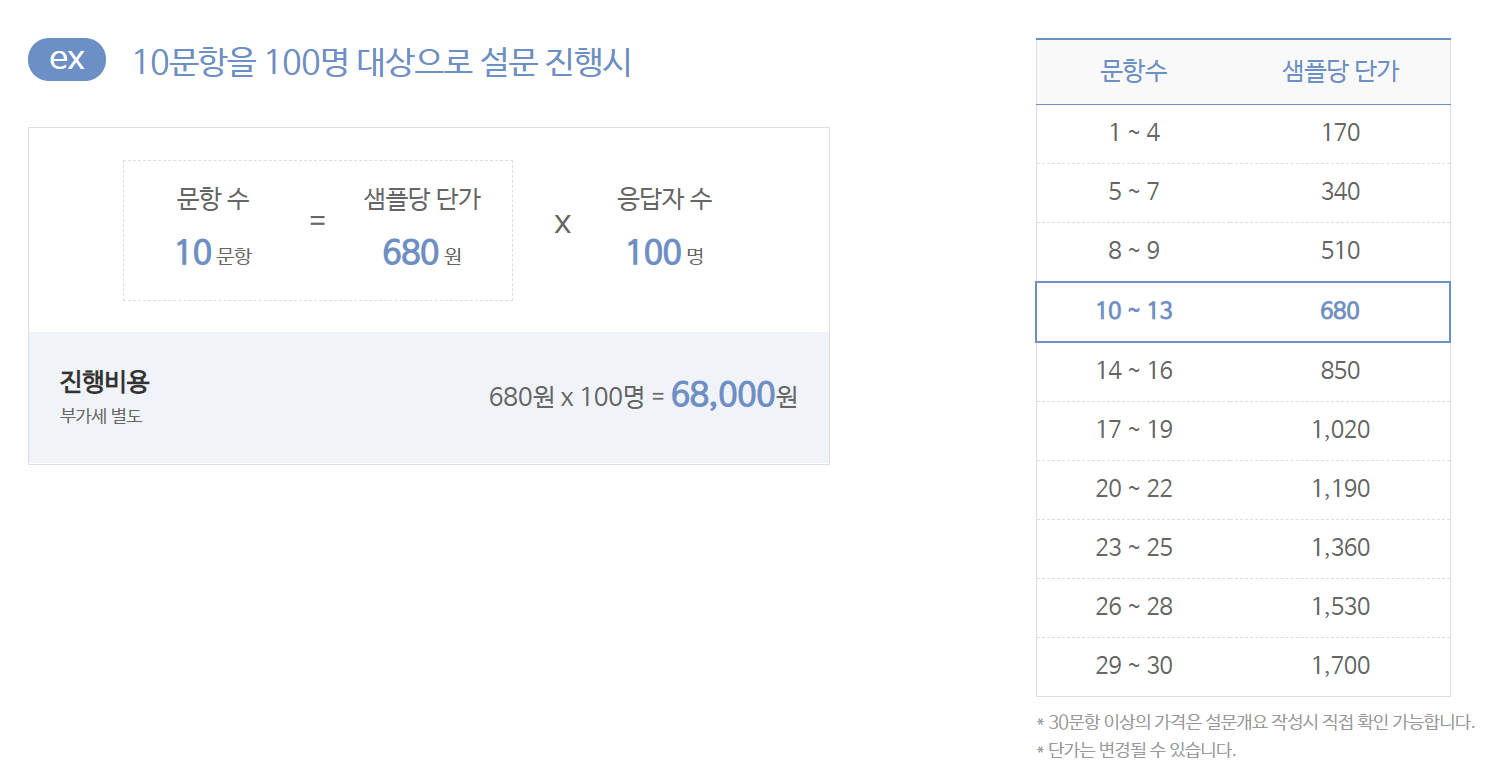 ex 10문항을 100명 대상으로 설문 진행시
문항 수 샘플당 단가 응답자 수
10 문항 = 680 원 x 100 명
진행비용
부가세 별도
680원 x 100명 = 68,000원
문항수 샘플당 단가
1 ~ 4 170
5 ~ 7 340
8 ~ 9 510
10 ~ 13 680
14 ~ 16 850
17 ~ 19 1,020
20 ~ 22 1,190
23 ~ 25 1,360
26 ~ 28 1,530
29 ~ 30 1,700
* 30문항 이상의 가격은 설문개요 작성시 직접 확인 가능합니다.
* 단가는 변경될 수 있습니다.